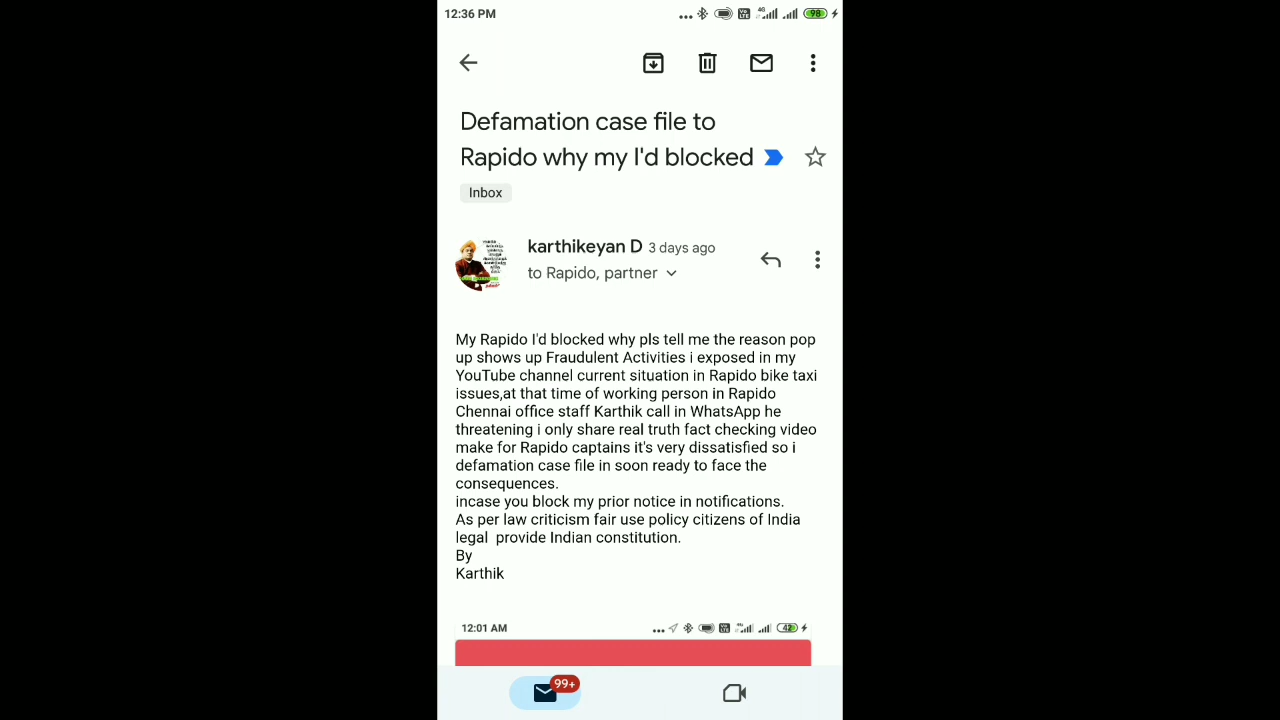 12:36 PM
98
Defamation case file to
Rapido why my I'd blocked
Inbox
karthikeyan D 3 days ago
to Rapido, partner
My Rapido I'd blocked why pls tell me the reason pop
up shows up Fraudulent Activities i exposed in my
YouTube channel current situation in Rapido bike taxi
issues,at that time of working person in Rapido
Chennai office staff Karthik call in WhatsApp he
threatening i only share real truth fact checking video
make for Rapido captains it's very dissatisfied so i
defamation case file in soon ready to face the
consequences.
incase you block my prior notice in notifications.
As per law criticism fair use policy citizens of India
legal  provide Indian constitution.
By
Karthik
12:01 AM
42
99+